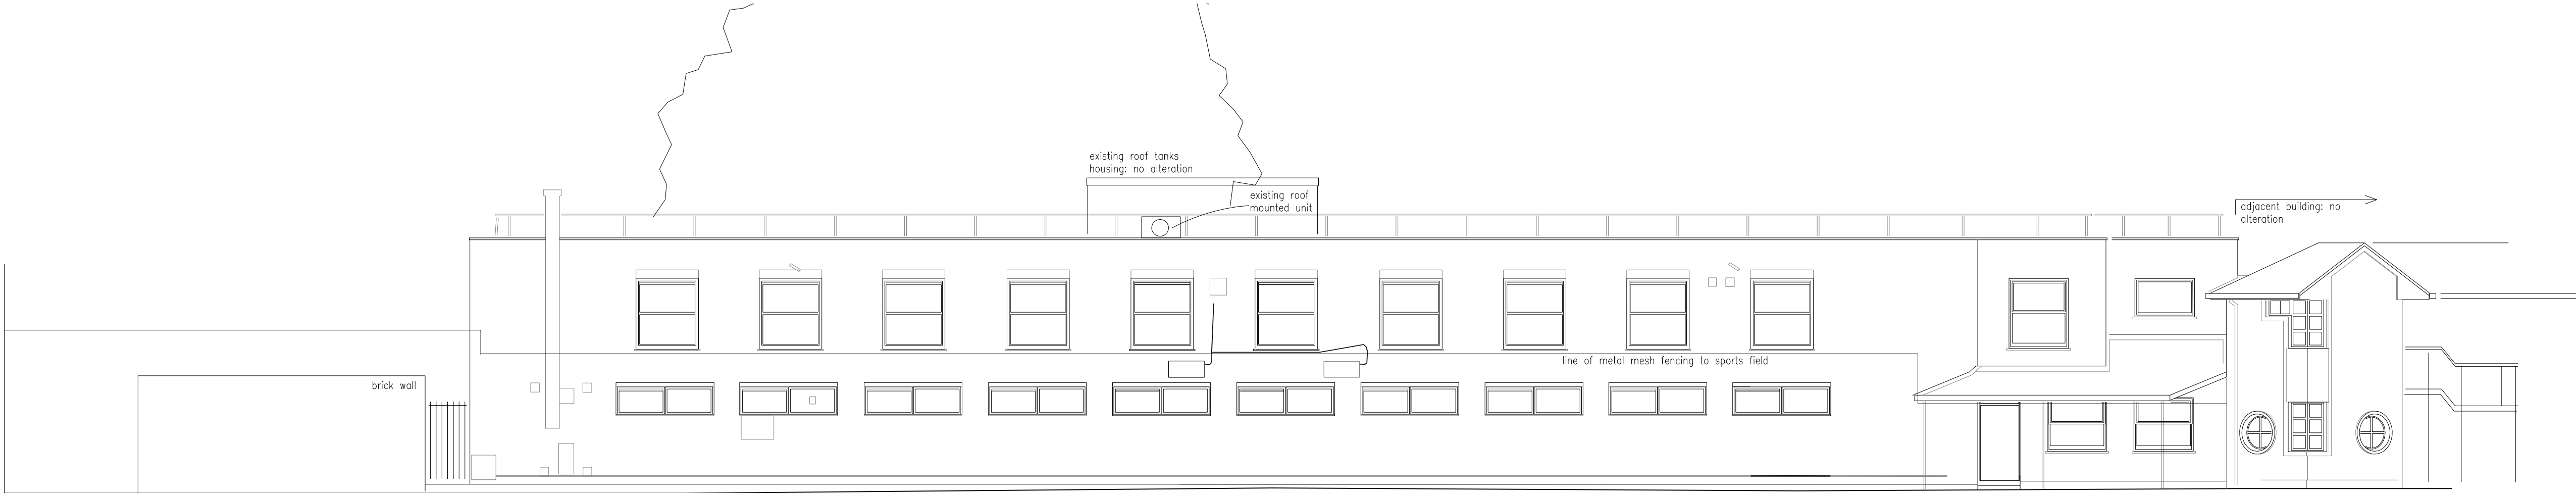 existing roof tanks
housing: no alteration
existing roof
mounted unit
adjacent building: no
alteration
line of metal mesh fencing to sports field
brick wall